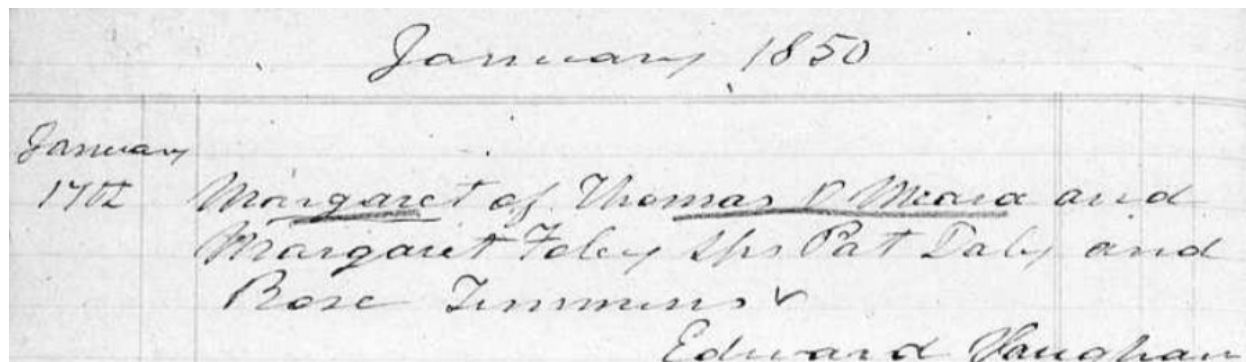 January 1850
January
17th Margaret of Thomas O Meara and
Margaret Foley Sps Pat Daly and
Rose Timmins
Edward Vaughan